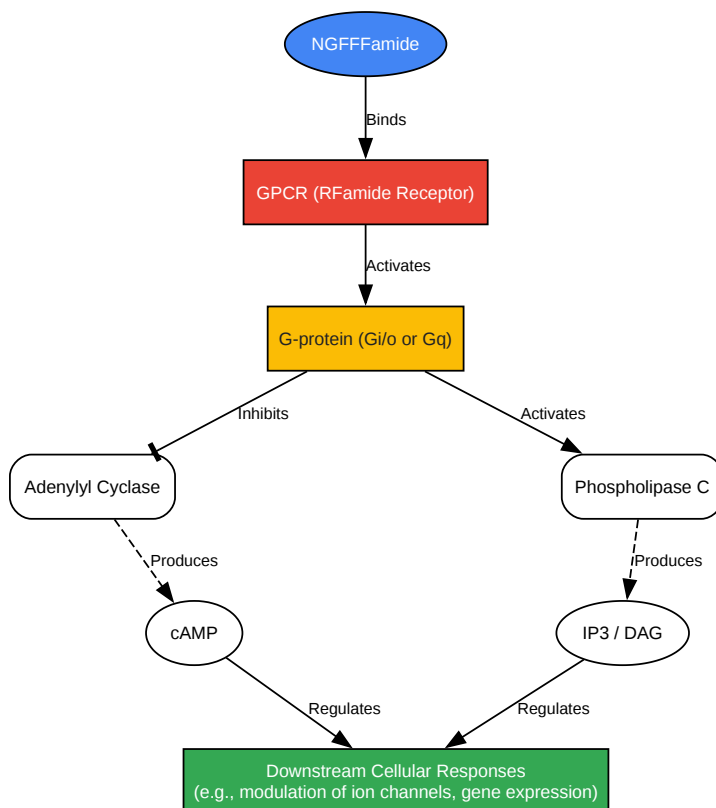 NGFFFamide
Binds
GPCR (RFamide Receptor)
Activates
G-protein (Gi/o or Gq)
Inhibits
Activates
Adenylyl Cyclase
Phospholipase C
Produces
Produces
cAMP
IP3 / DAG
Regulates
Regulates
Downstream Cellular Responses
(e.g., modulation of ion channels, gene expression)